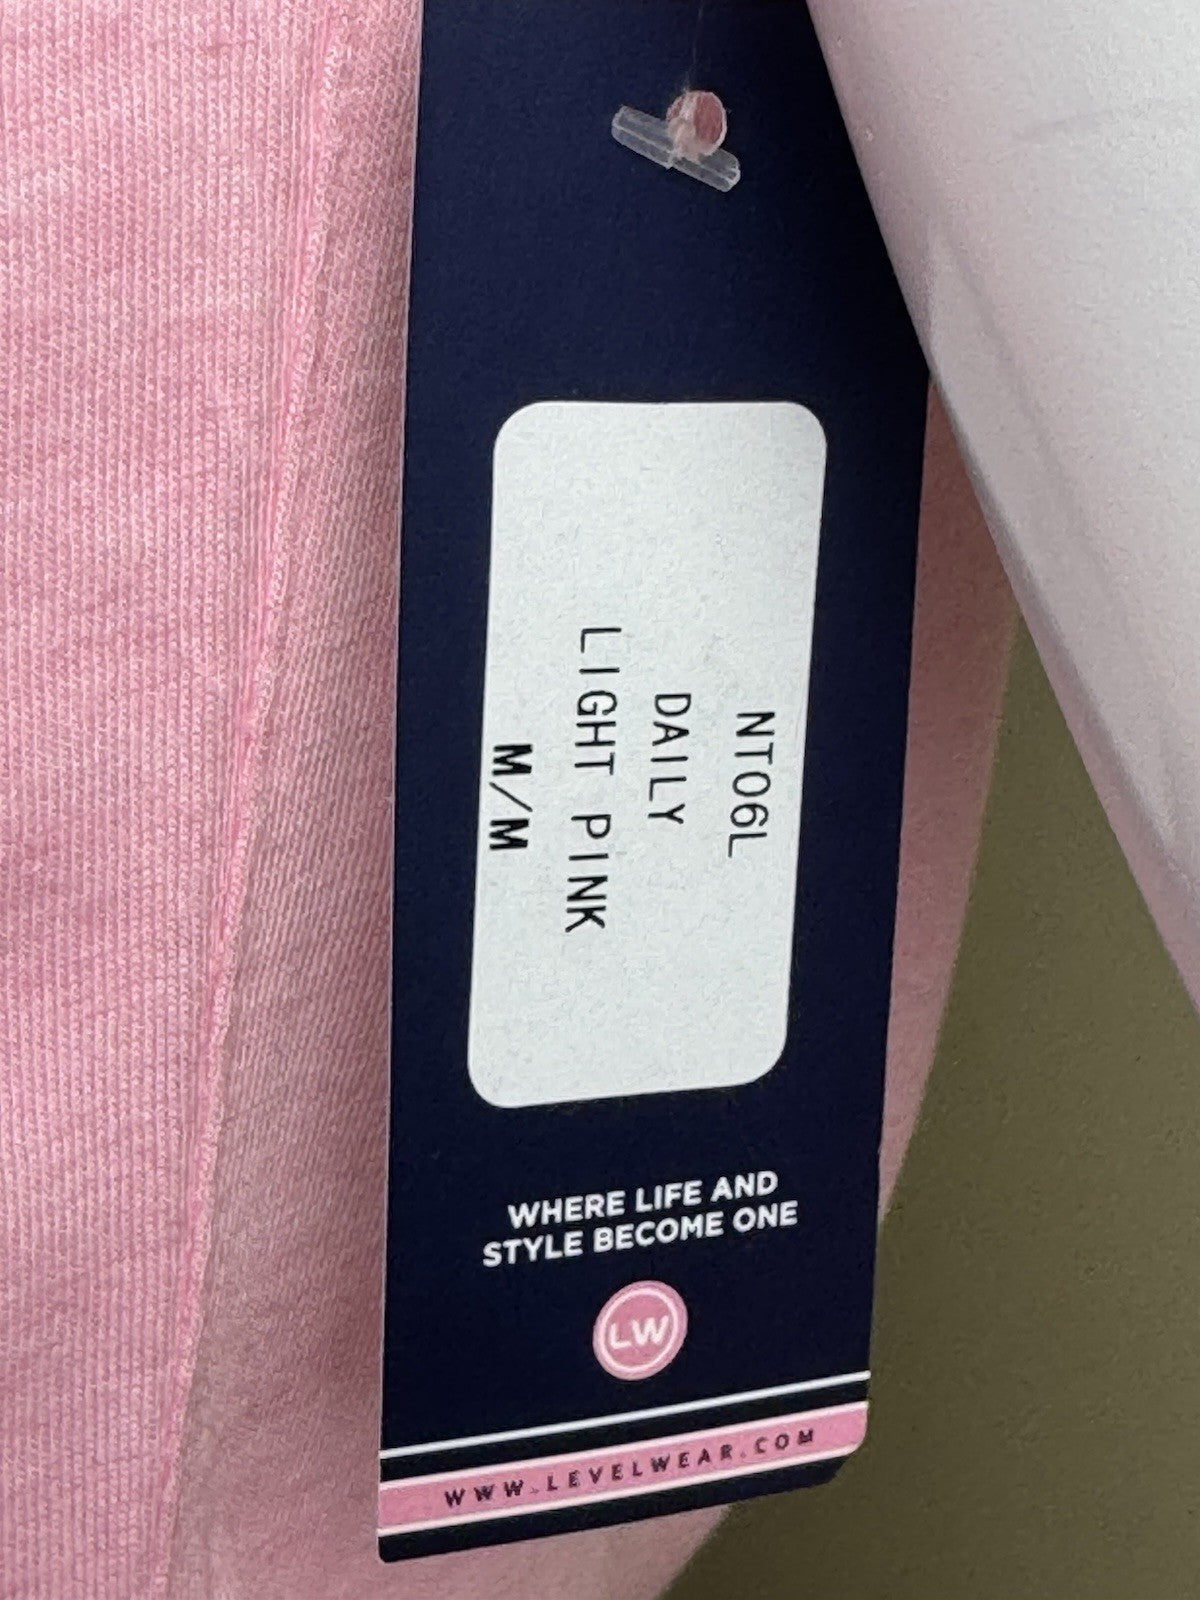 NT06L
DAILY
LIGHT PINK
M/M
WHERE LIFE AND
STYLE BECOME ONE
LW
WWW.LEVELWEAR.COM